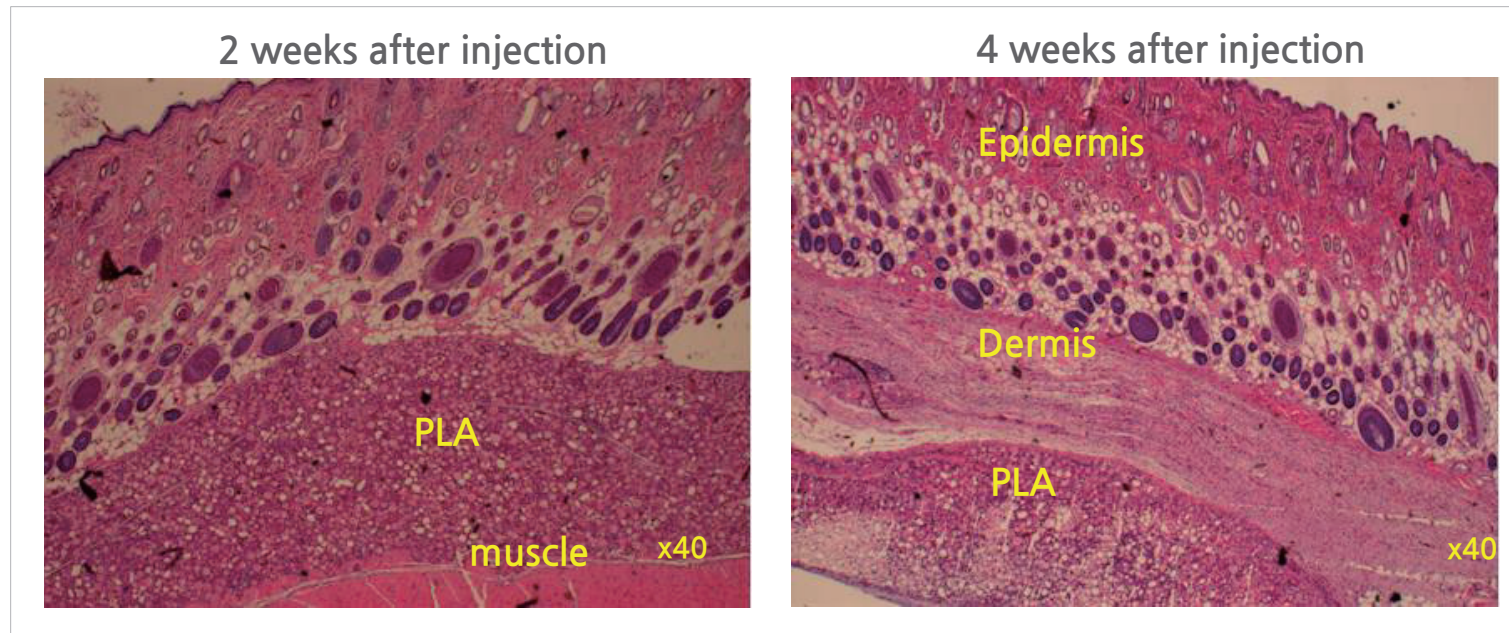 2 weeks after injection
PLA
muscle
x40
4 weeks after injection
Epidermis
Dermis
PLA
x40